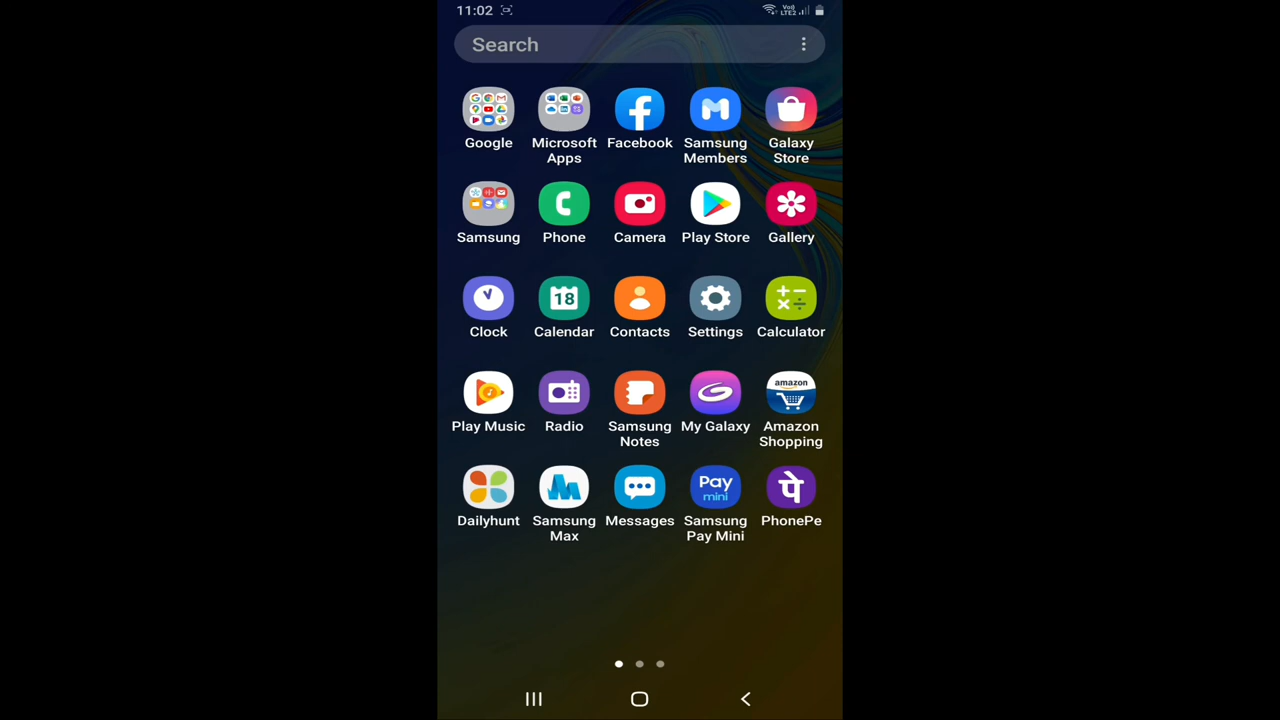 11:02
Vo)
LTE2
Search
Google
Microsoft
Apps
Facebook
Samsung
Members
Galaxy
Store
Samsung
Phone
Camera
Play Store
Gallery
18
Clock
Calendar
Contacts
Settings
Calculator
amazon
Play Music
Radio
Samsung
Notes
My Galaxy
Amazon
Shopping
Pay
mini
पे
Dailyhunt
Samsung
Max
Messages
Samsung
Pay Mini
PhonePe